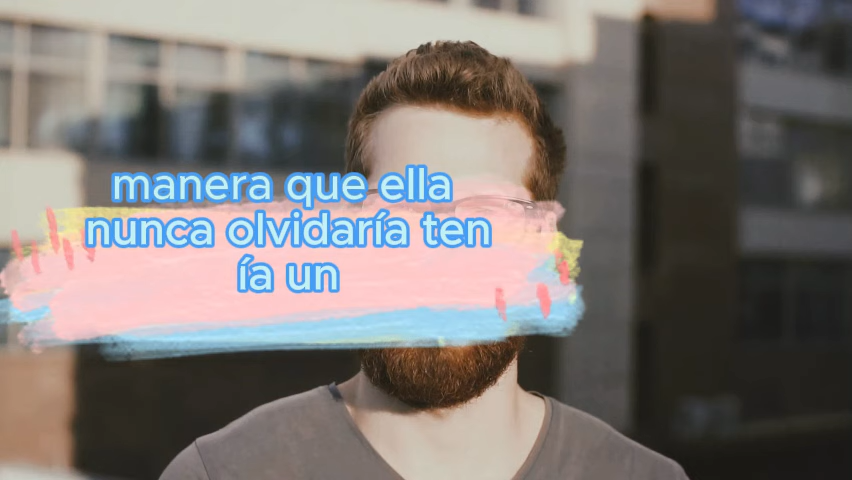 manera que ella
nunca olvidaría ten
ía un